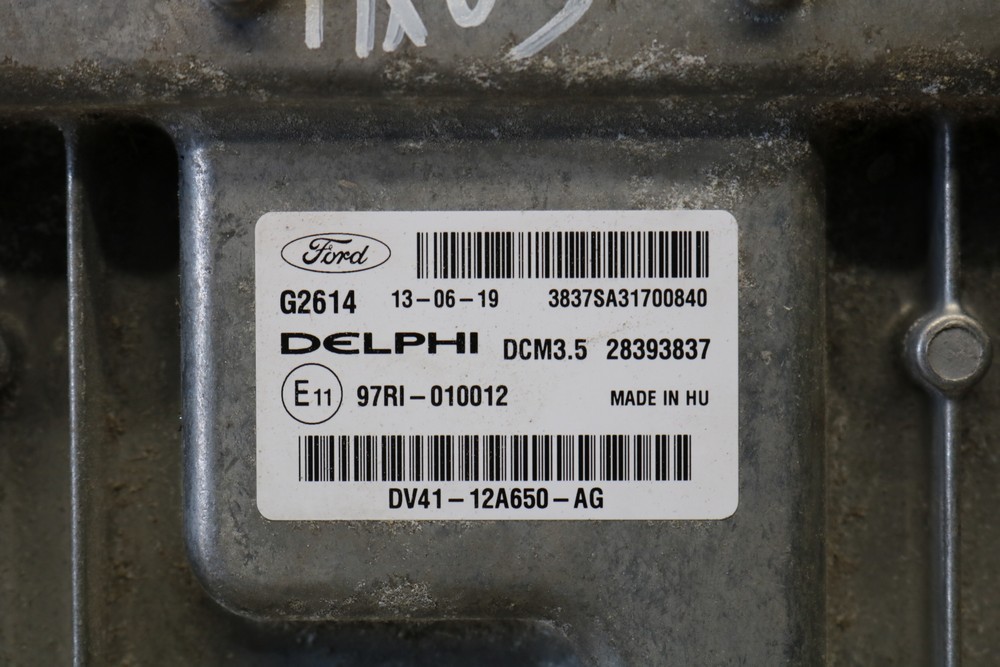 Ford
G2614 13-06-19 3837SA31700840
DELPHI DCM3.5 28393837
E11 97RI-010012 MADE IN HU
DV41-12A650-AG